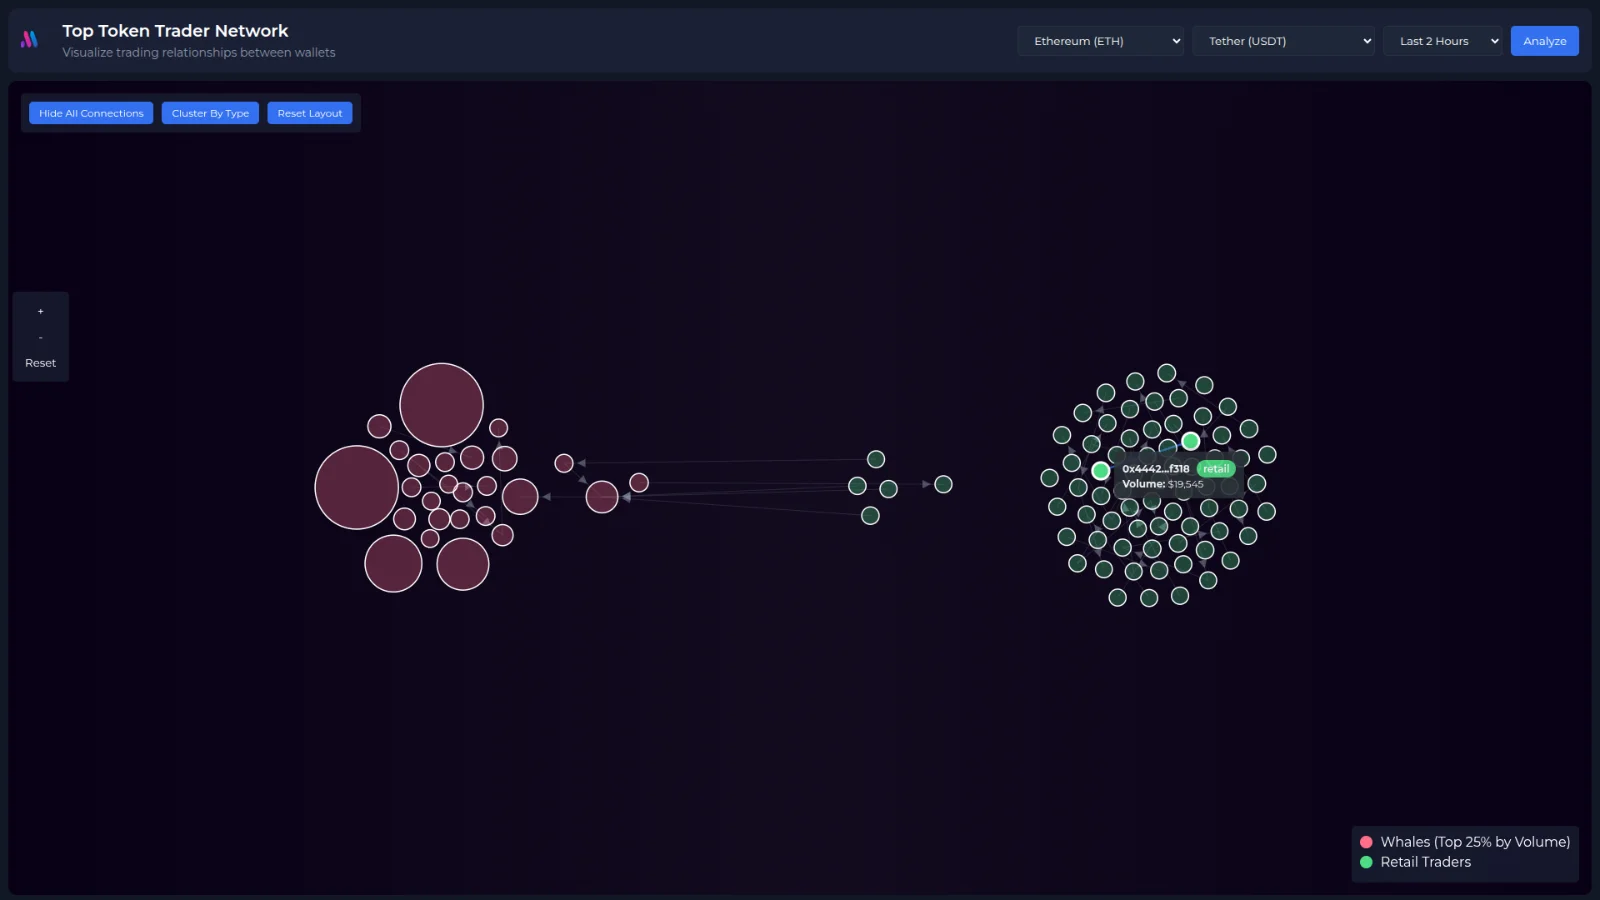 Top Token Trader Network
Visualize trading relationships between wallets
Ethereum (ETH)
Tether (USDT)
Last 2 Hours
Analyze
Hide All Connections
Cluster By Type
Reset Layout
+
-
Reset
0x4442...f318 retail
Volume: $19,545
Whales (Top 25% by Volume)
Retail Traders